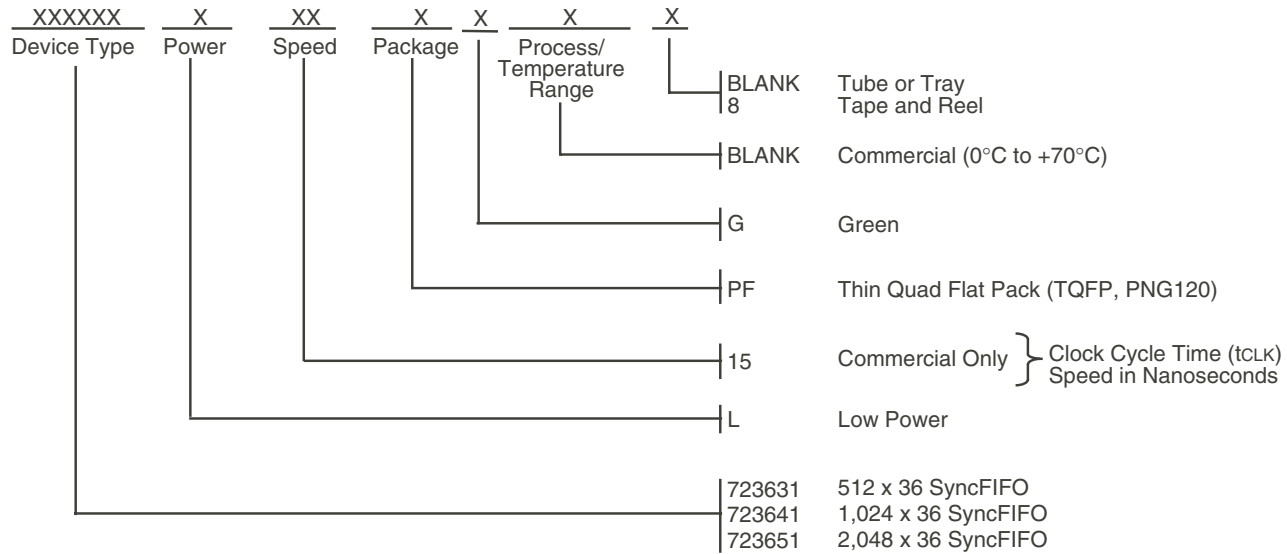 XXXXXX X XX X X X X
Device Type Power Speed Package Process/
Temperature
Range
BLANK Tube or Tray
8 Tape and Reel
BLANK Commercial (0°C to +70°C)
G Green
PF Thin Quad Flat Pack (TQFP, PNG120)
15 Commercial Only Clock Cycle Time (tCLK)
Speed in Nanoseconds
L Low Power
723631 512 x 36 SyncFIFO
723641 1,024 x 36 SyncFIFO
723651 2,048 x 36 SyncFIFO